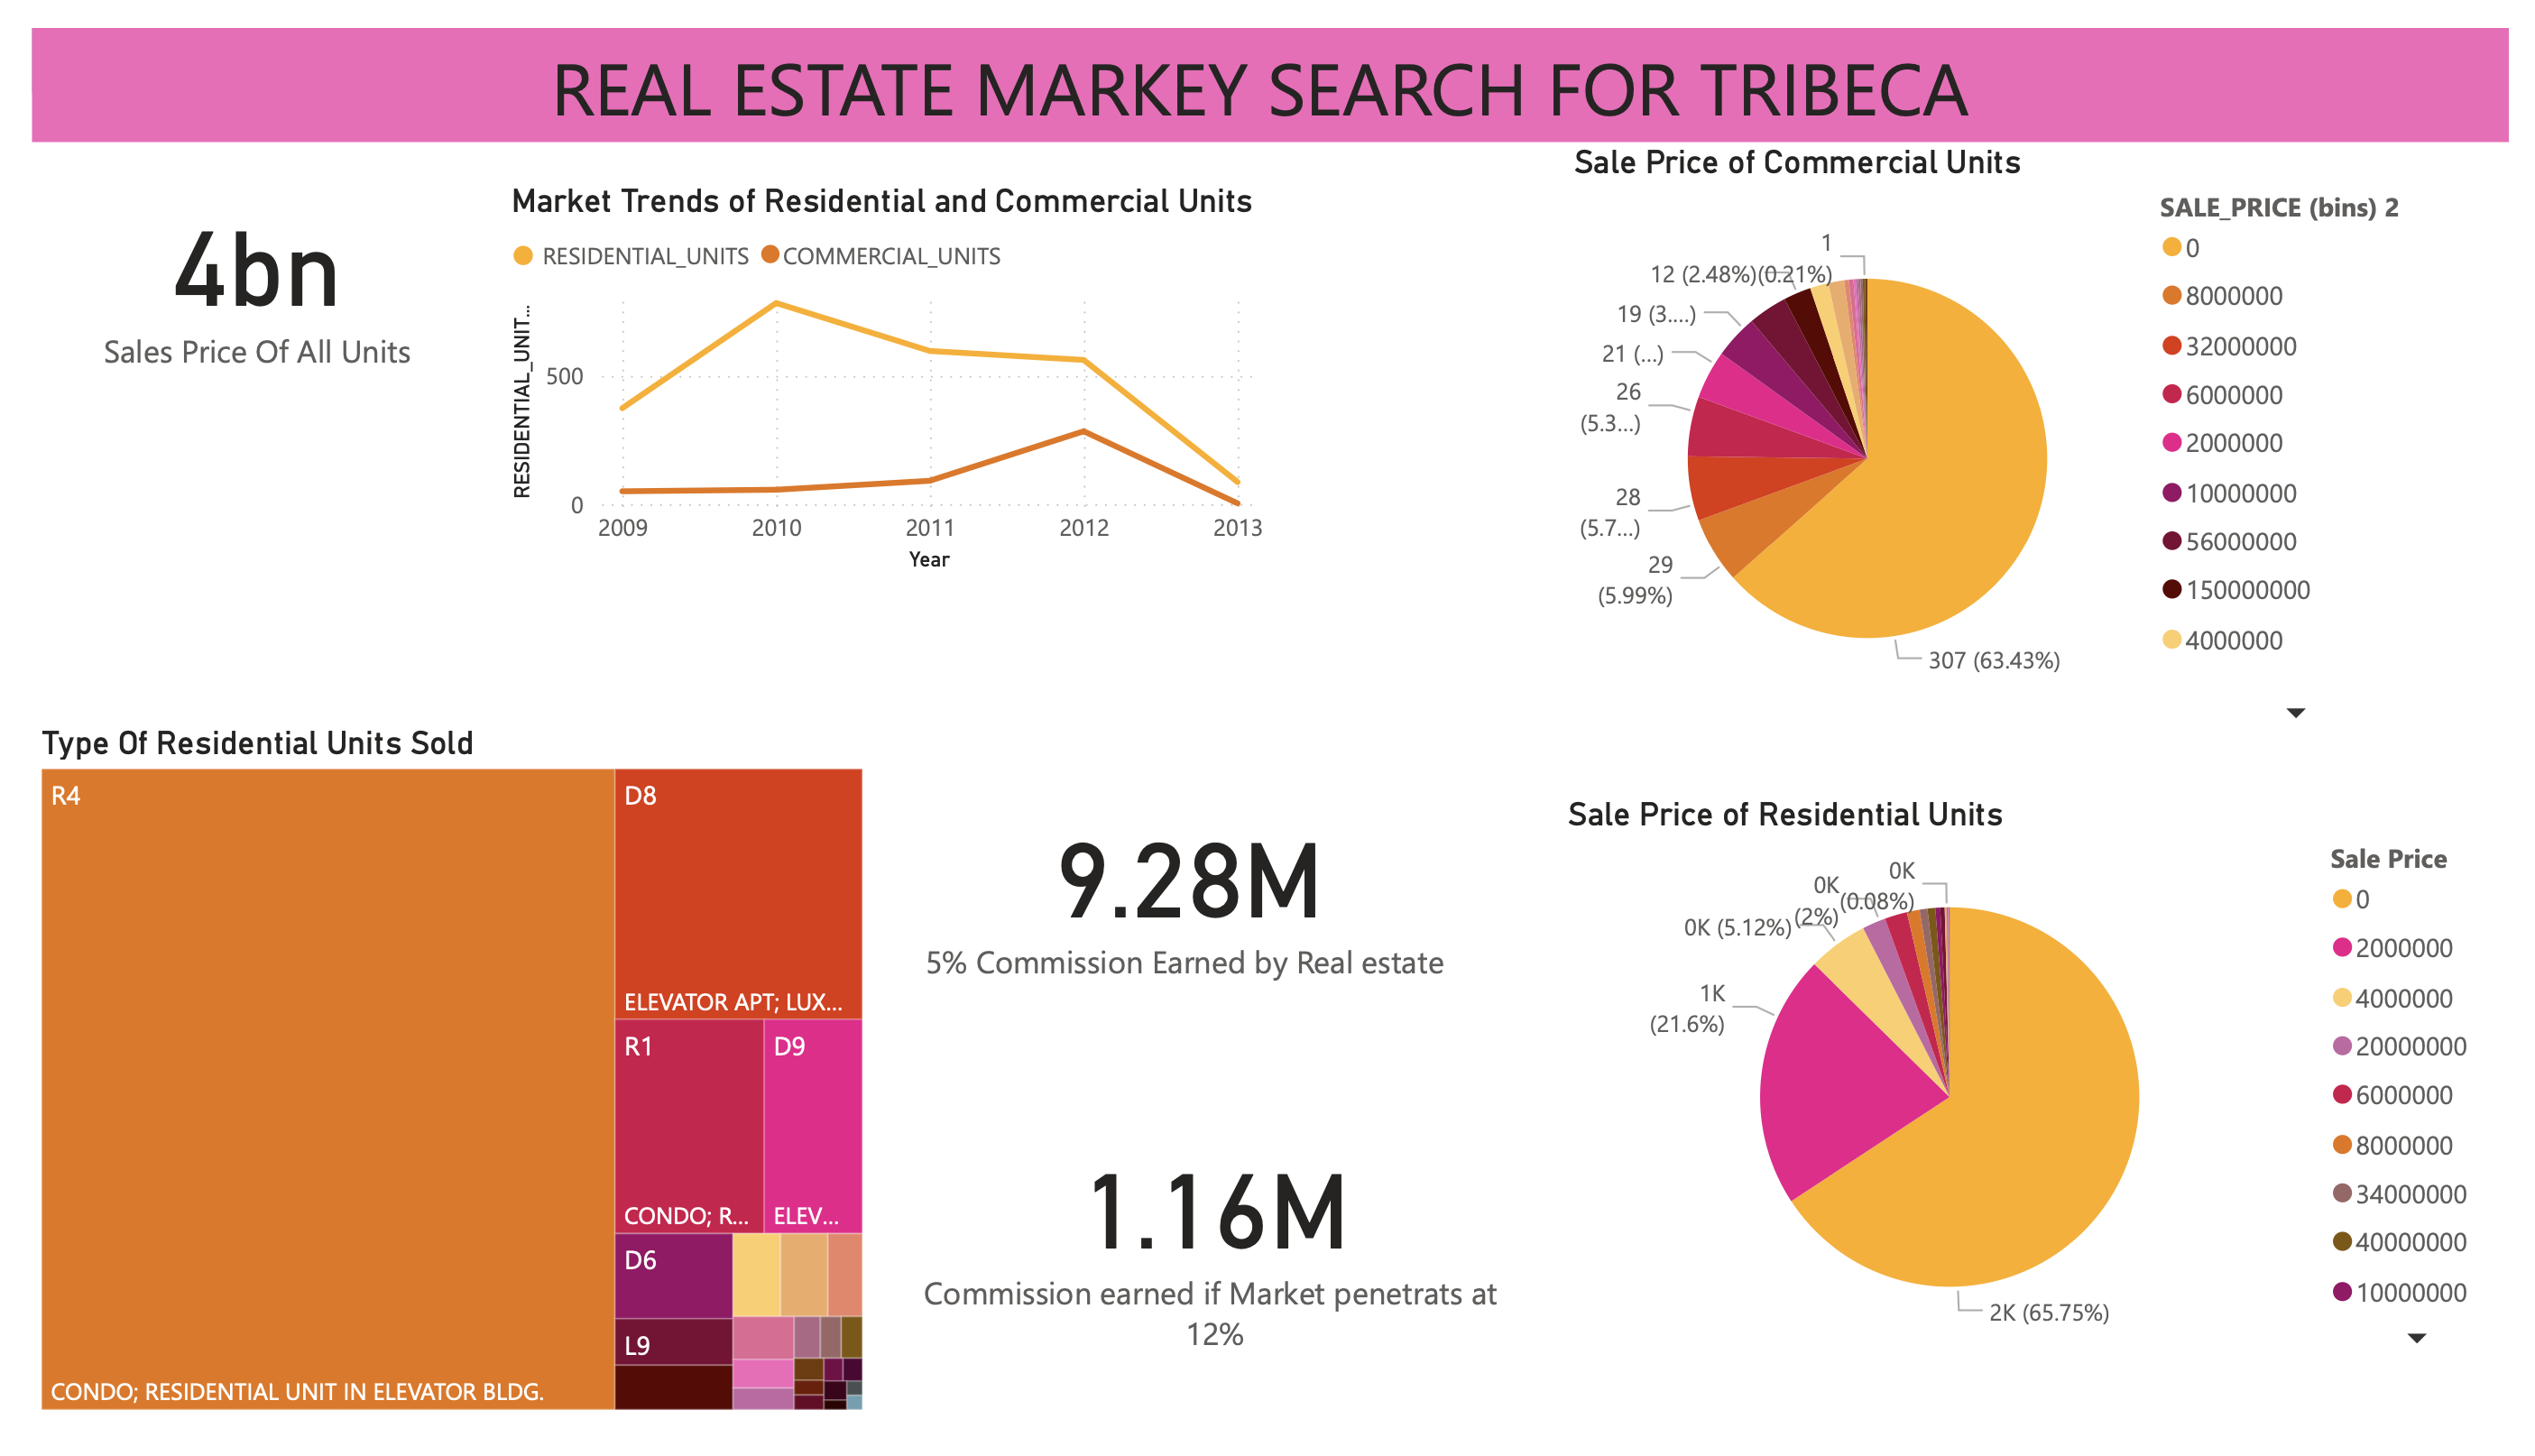 REAL ESTATE MARKEY SEARCH FOR TRIBECA
4bn
Sales Price Of All Units
Market Trends of Residential and Commercial Units
RESIDENTIAL_UNITS COMMERCIAL_UNITS
RESIDENTIAL_UNIT...
500
0
2009 2010 2011 2012 2013
Year
Sale Price of Commercial Units
1
12 (2.48%) (0.21%)
19 (3....)
21 (...)
26
(5.3...)
28
(5.7...)
29
(5.99%)
307 (63.43%)
SALE_PRICE (bins) 2
0
8000000
32000000
6000000
2000000
10000000
56000000
150000000
4000000
Type Of Residential Units Sold
R4
CONDO; RESIDENTIAL UNIT IN ELEVATOR BLDG.
D8
ELEVATOR APT; LUX...
R1
CONDO; R...
D9
ELEV...
D6
L9
9.28M
5% Commission Earned by Real estate
1.16M
Commission earned if Market penetrats at
12%
Sale Price of Residential Units
0K
(0.08%)
0K
(2%)
0K (5.12%)
1K
(21.6%)
2K (65.75%)
Sale Price
0
2000000
4000000
20000000
6000000
8000000
34000000
40000000
10000000